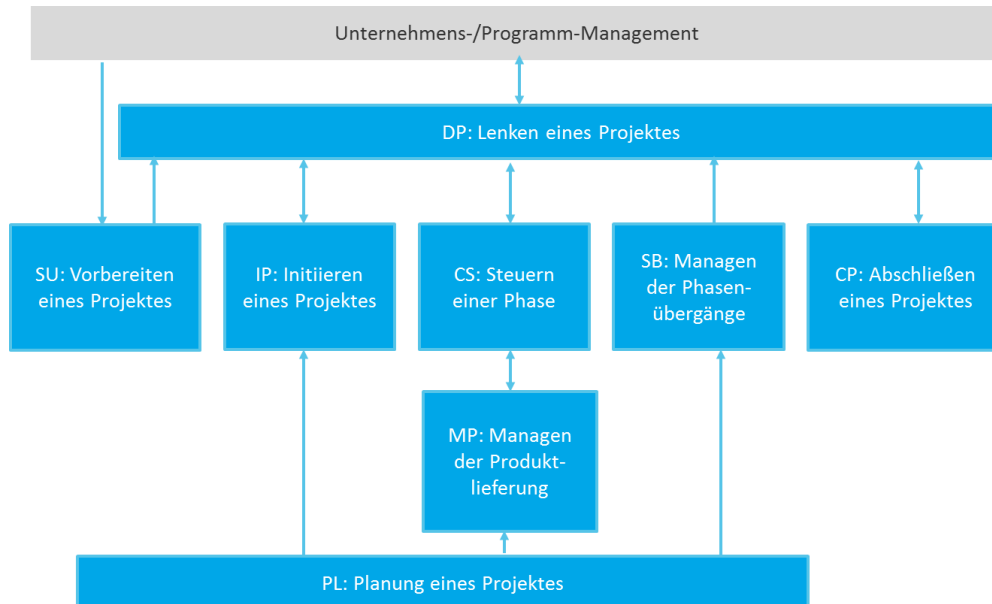 Unternehmens-/Programm-Management
DP: Lenken eines Projektes
SU: Vorbereiten
eines Projektes
IP: Initiieren
eines Projektes
CS: Steuern
einer Phase
SB: Managen
der Phasen-
übergänge
CP: Abschließen
eines Projektes
MP: Managen
der Produkt-
lieferung
PL: Planung eines Projektes